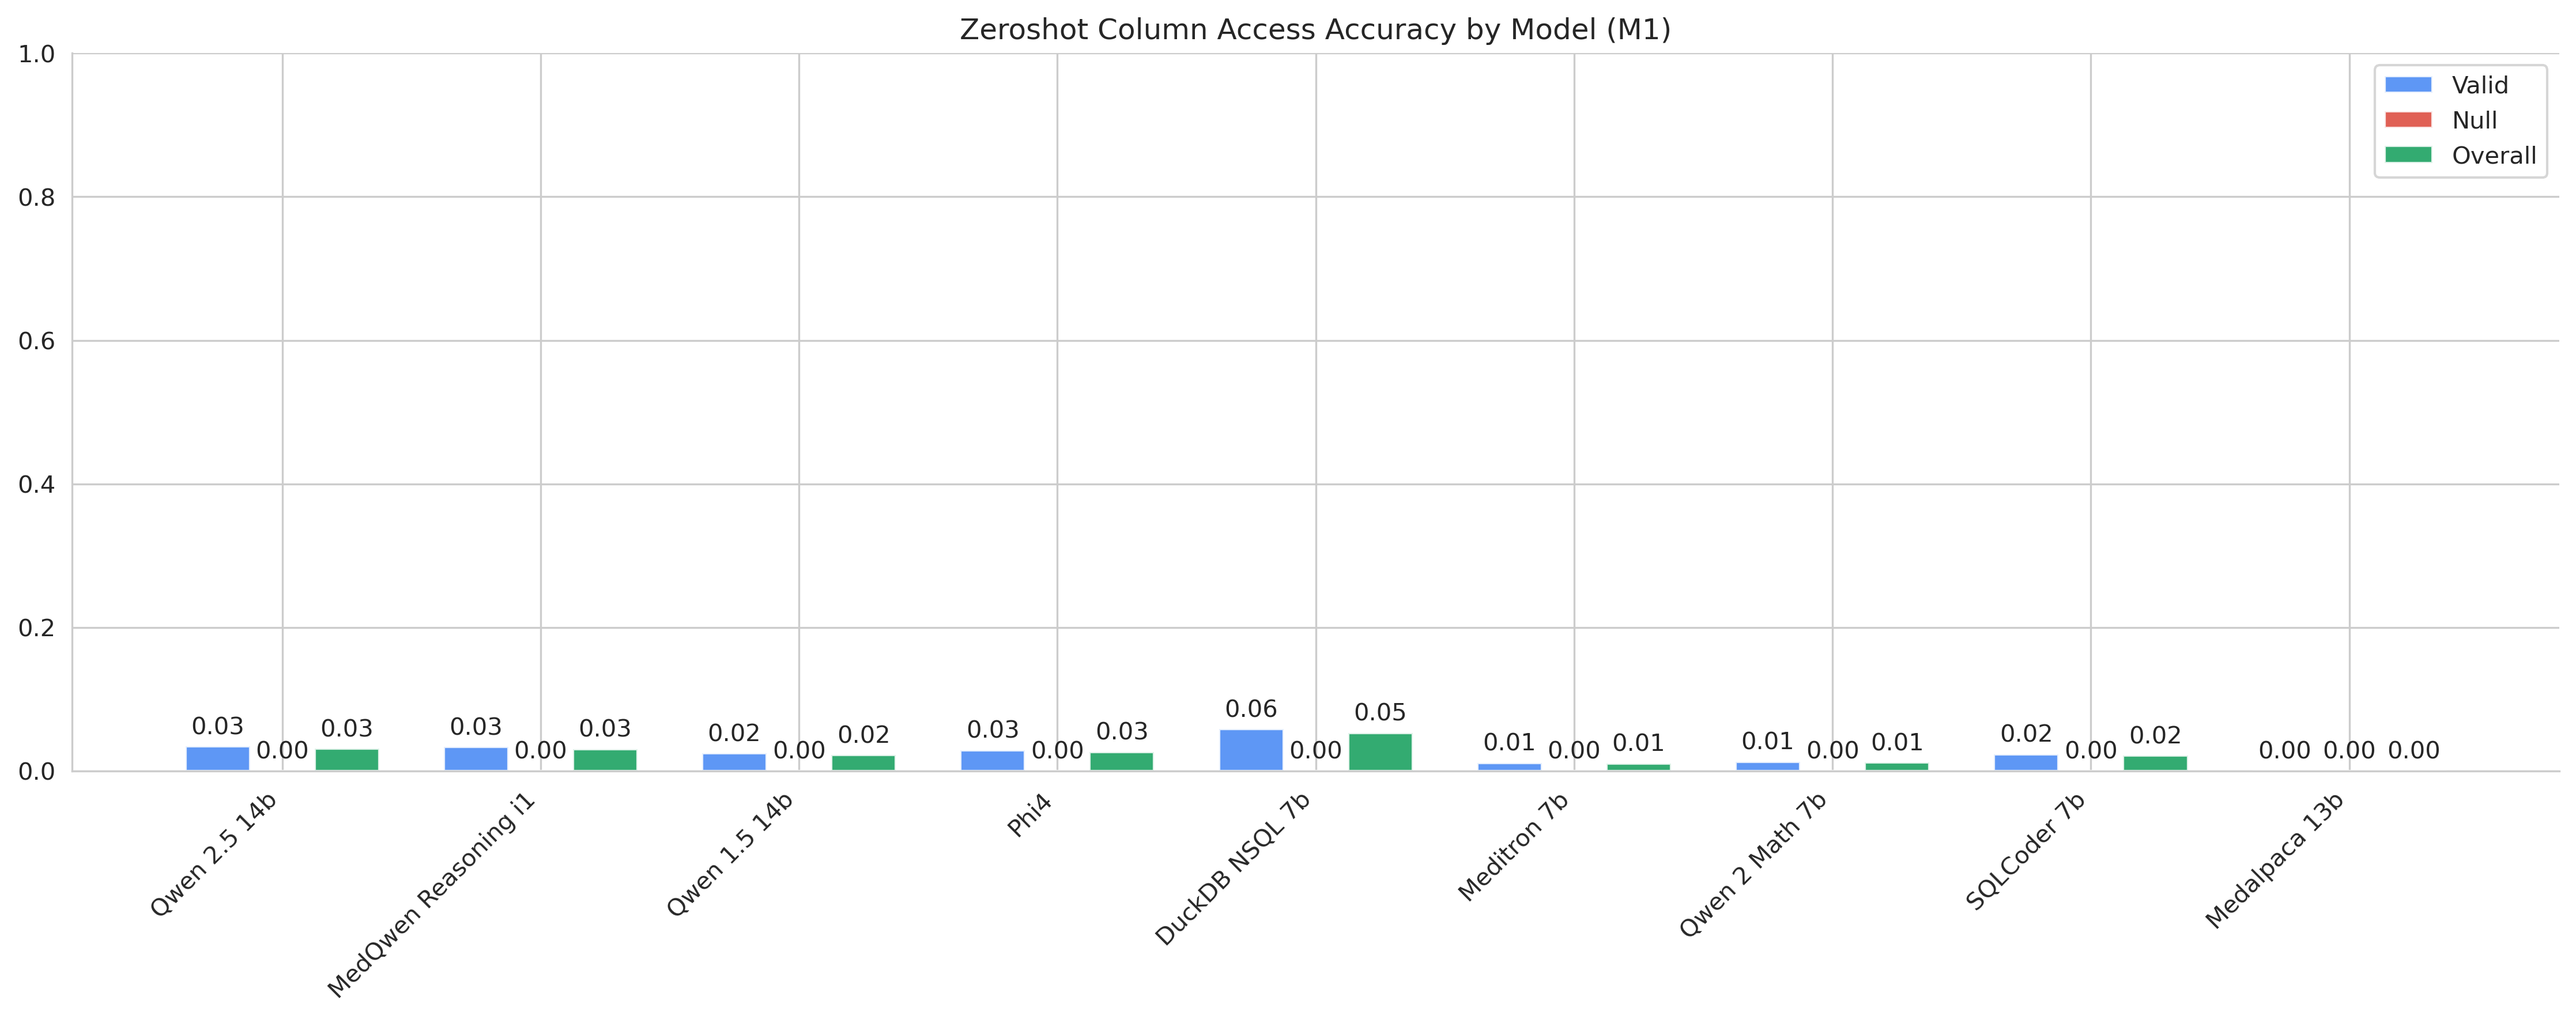 Zeroshot Column Access Accuracy by Model (M1)
1.0
0.8
0.6
0.4
0.2
0.0
Valid
Null
Overall
0.03 0.00 0.03
0.03 0.00 0.03
0.02 0.00 0.02
0.03 0.00 0.03
0.06 0.00 0.05
0.01 0.00 0.01
0.01 0.00 0.01
0.02 0.00 0.02
0.00 0.00 0.00
Qwen 2.5 14b
MedQwen Reasoning i1
Qwen 1.5 14b
Phi4
DuckDB NSQL 7b
Meditron 7b
Qwen 2 Math 7b
SQLCoder 7b
Medalpaca 13b